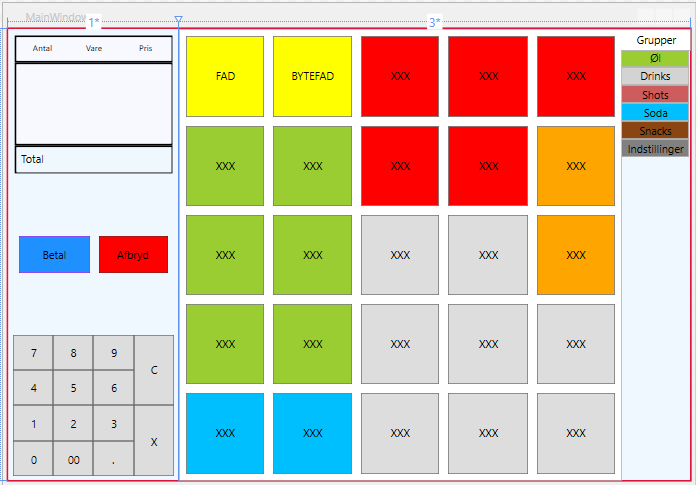 MainWindow
1* 3*
Antal Vare Pris
Total
Betal Afbryd
7 8 9 C
4 5 6
1 2 3 X
0 00 .
FAD BYTEFAD XXX XXX XXX
XXX XXX XXX XXX XXX
XXX XXX XXX XXX XXX
XXX XXX XXX XXX XXX
XXX XXX XXX XXX XXX
Grupper
Øl
Drinks
Shots
Soda
Snacks
Indstillinger